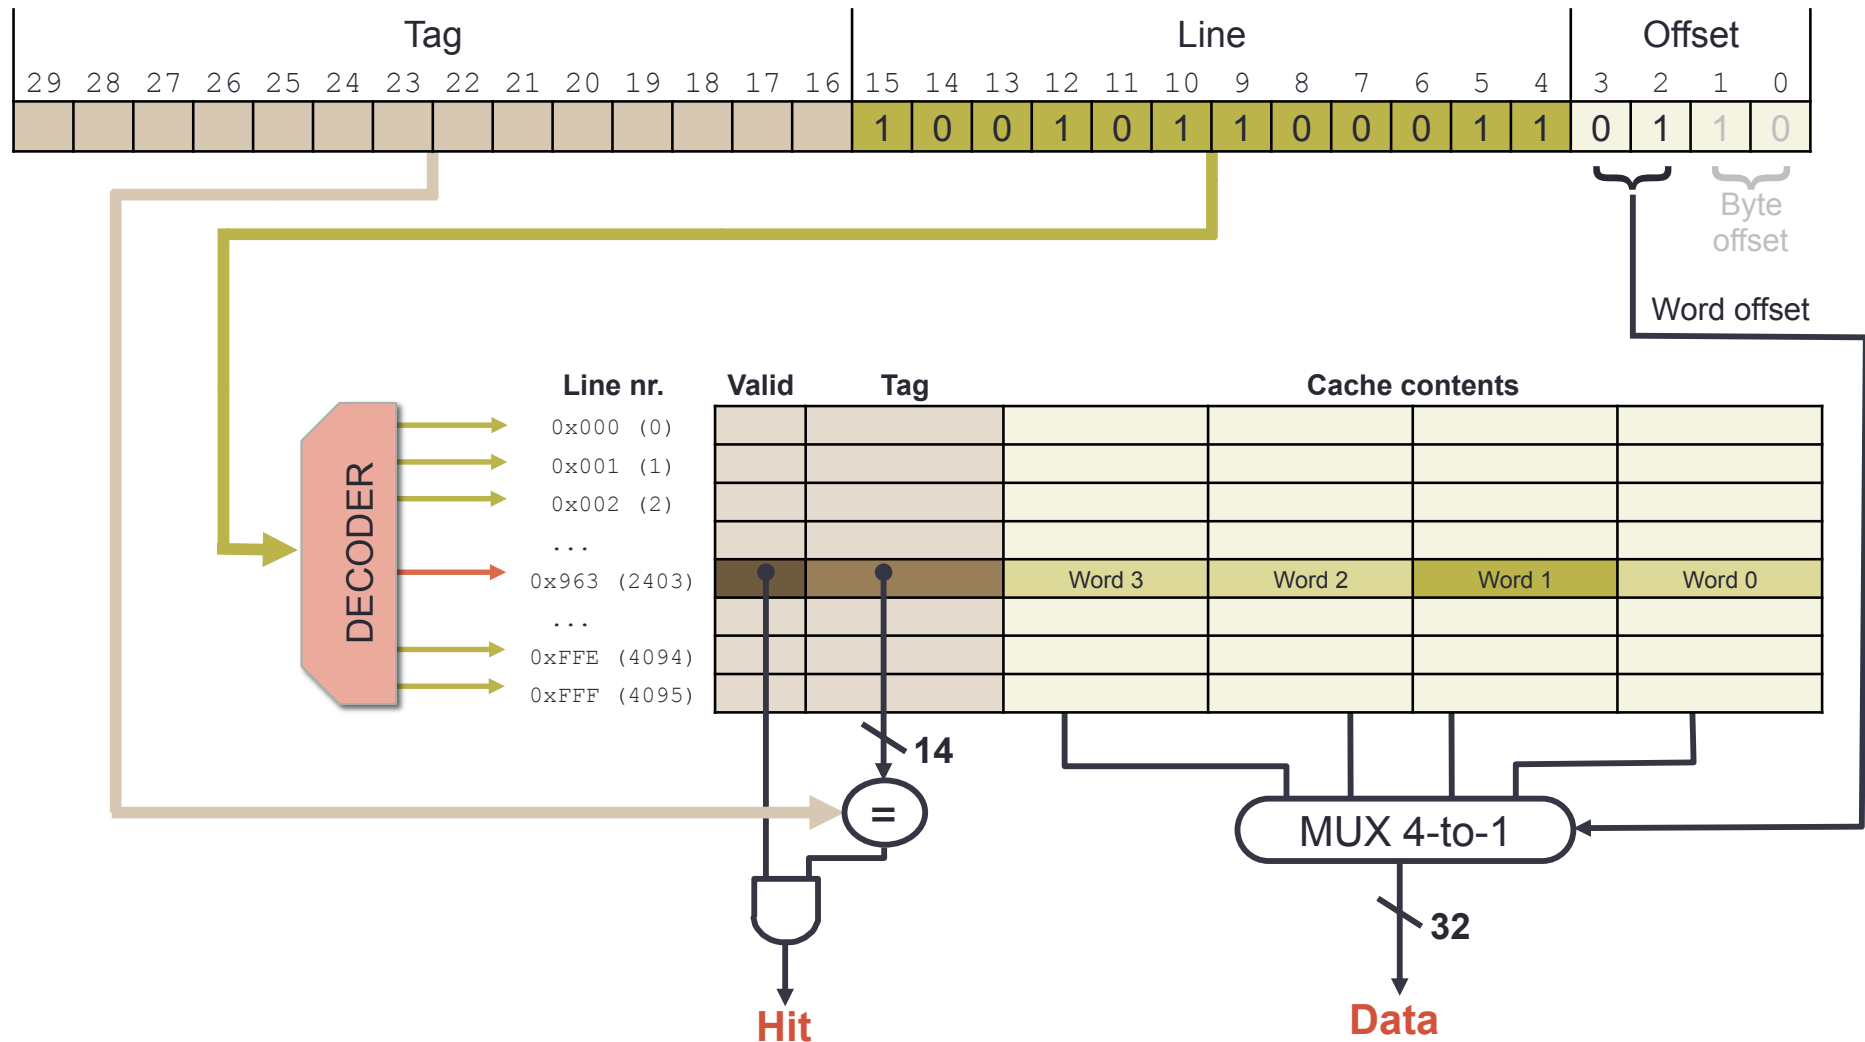 Tag Line Offset
29 28 27 26 25 24 23 22 21 20 19 18 17 16 15 14 13 12 11 10 9 8 7 6 5 4 3 2 1 0
1 0 0 1 0 1 1 0 0 0 1 1 0 1 1 0
Byte
offset
Word offset
Line nr. Valid Tag Cache contents
DECODER
0x000 (0)
0x001 (1)
0x002 (2)
...
0x963 (2403) Word 3 Word 2 Word 1 Word 0
...
0xFFE (4094)
0xFFF (4095)
14
=
MUX 4-to-1
32
Hit
Data